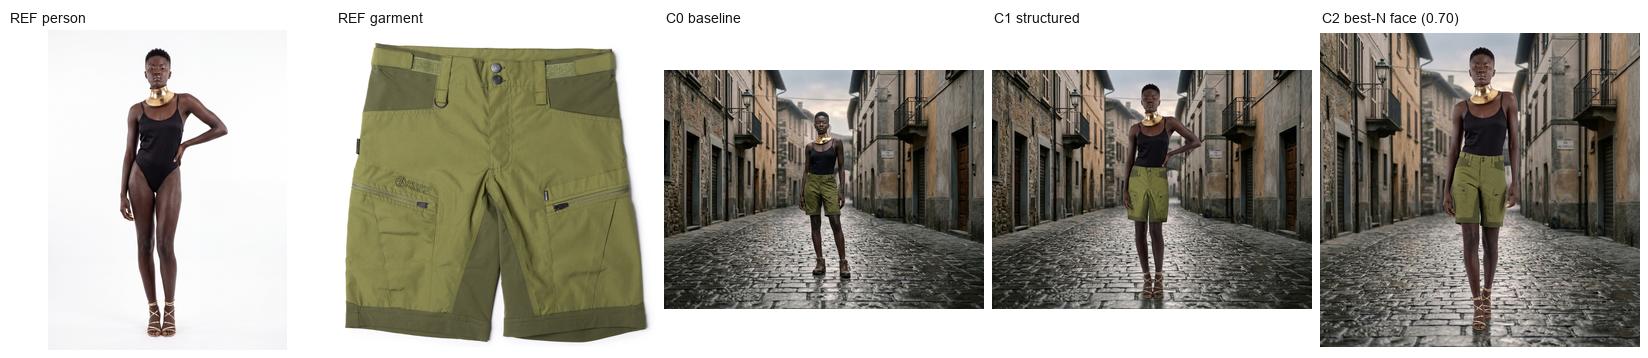 REF person
REF garment
C0 baseline
C1 structured
C2 best-N face (0.70)